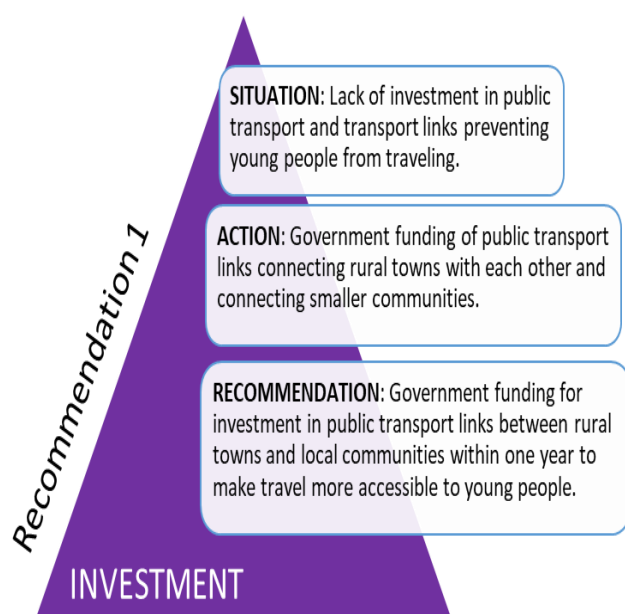 Recommendation 1
SITUATION: Lack of investment in public
transport and transport links preventing
young people from traveling.
ACTION: Government funding of public transport
links connecting rural towns with each other and
connecting smaller communities.
RECOMMENDATION: Government funding for
investment in public transport links between rural
towns and local communities within one year to
make travel more accessible to young people.
INVESTMENT